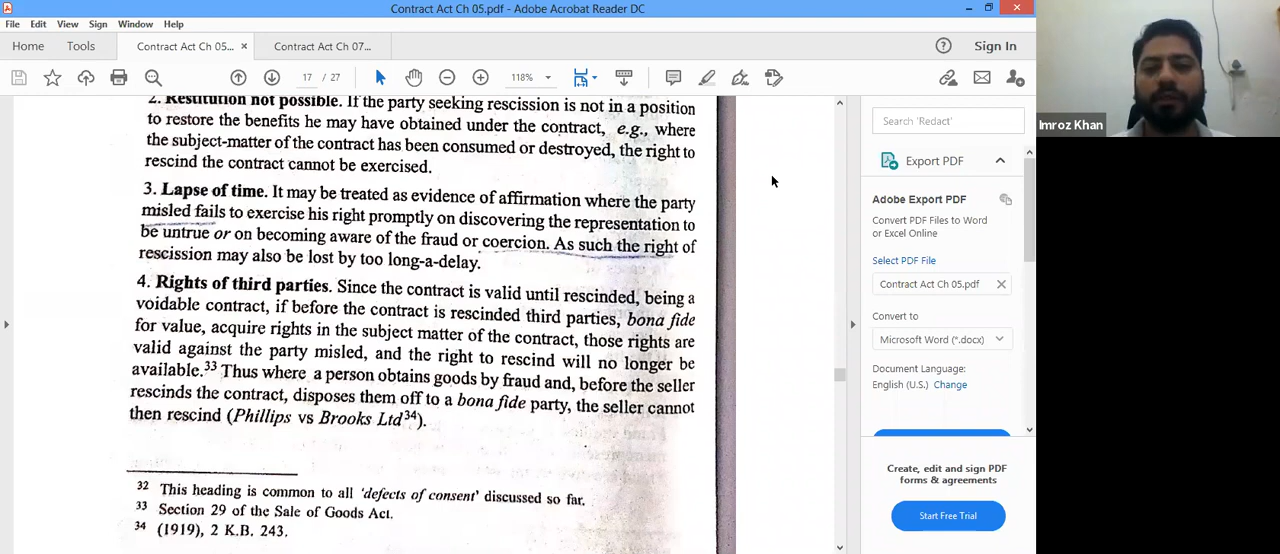 Contract Act Ch 05.pdf - Adobe Acrobat Reader DC
File Edit View Sign Window Help
Home Tools Contract Act Ch 05... × Contract Act Ch 07... Sign In
17 / 27 118%
2. Restitution not possible. If the party seeking rescission is not in a position
to restore the benefits he may have obtained under the contract, e.g., where
the subject-matter of the contract has been consumed or destroyed, the right to
rescind the contract cannot be exercised.
3. Lapse of time. It may be treated as evidence of affirmation where the party
misled fails to exercise his right promptly on discovering the representation to
be untrue or on becoming aware of the fraud or coercion. As such the right of
rescission may also be lost by too long-a-delay.
4. Rights of third parties. Since the contract is valid until rescinded, being a
voidable contract, if before the contract is rescinded third parties, bona fide
for value, acquire rights in the subject matter of the contract, those rights are
valid against the party misled, and the right to rescind will no longer be
available.33 Thus where a person obtains goods by fraud and, before the seller
rescinds the contract, disposes them off to a bona fide party, the seller cannot
then rescind (Phillips vs Brooks Ltd34).
32 This heading is common to all 'defects of consent' discussed so far.
33 Section 29 of the Sale of Goods Act.
34 (1919), 2 K.B. 243.
Search 'Redact'
Export PDF
Adobe Export PDF
Convert PDF Files to Word
or Excel Online
Select PDF File
Contract Act Ch 05.pdf
Convert to
Microsoft Word (*.docx)
Document Language:
English (U.S.) Change
Create, edit and sign PDF
forms & agreements
Start Free Trial
Imroz Khan